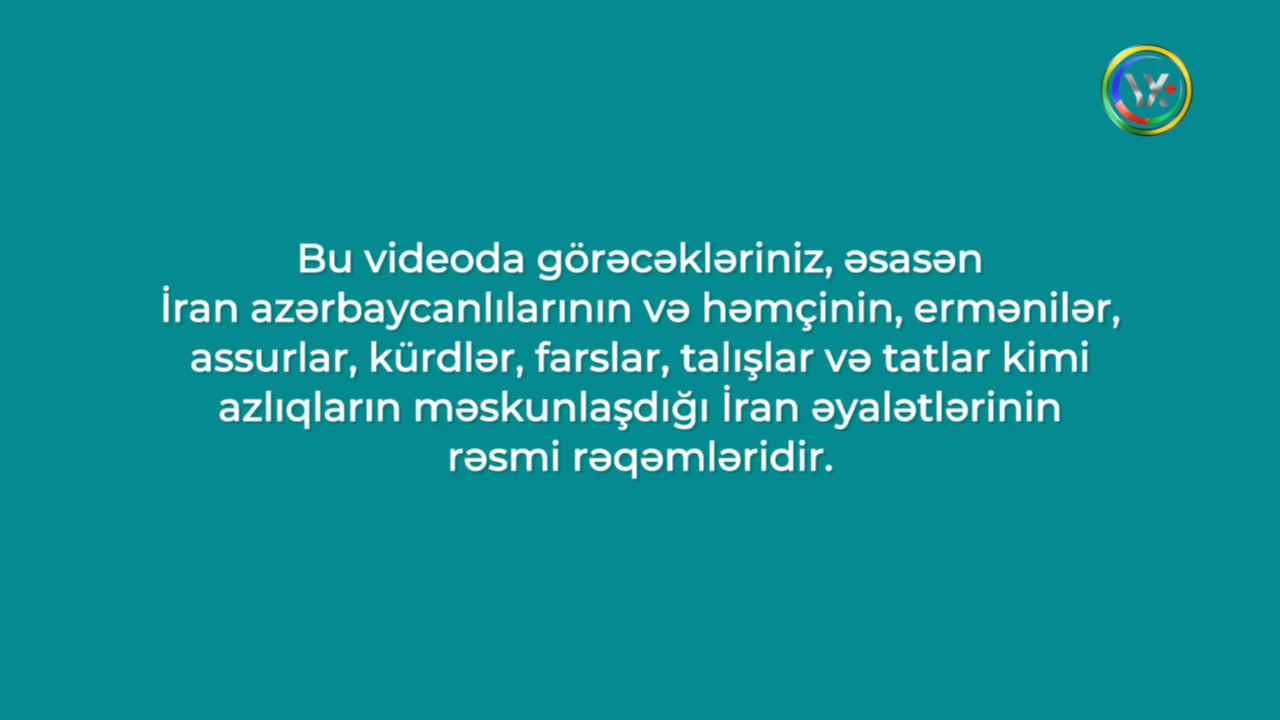 Bu videoda görəcəkləriniz, əsasən
İran azərbaycanlılarının və həmçinin, ermənilər,
assurlar, kürdlər, farslar, talışlar və tatlar kimi
azlıqların məskunlaşdığı İran əyalətlərinin
rəsmi rəqəmləridir.